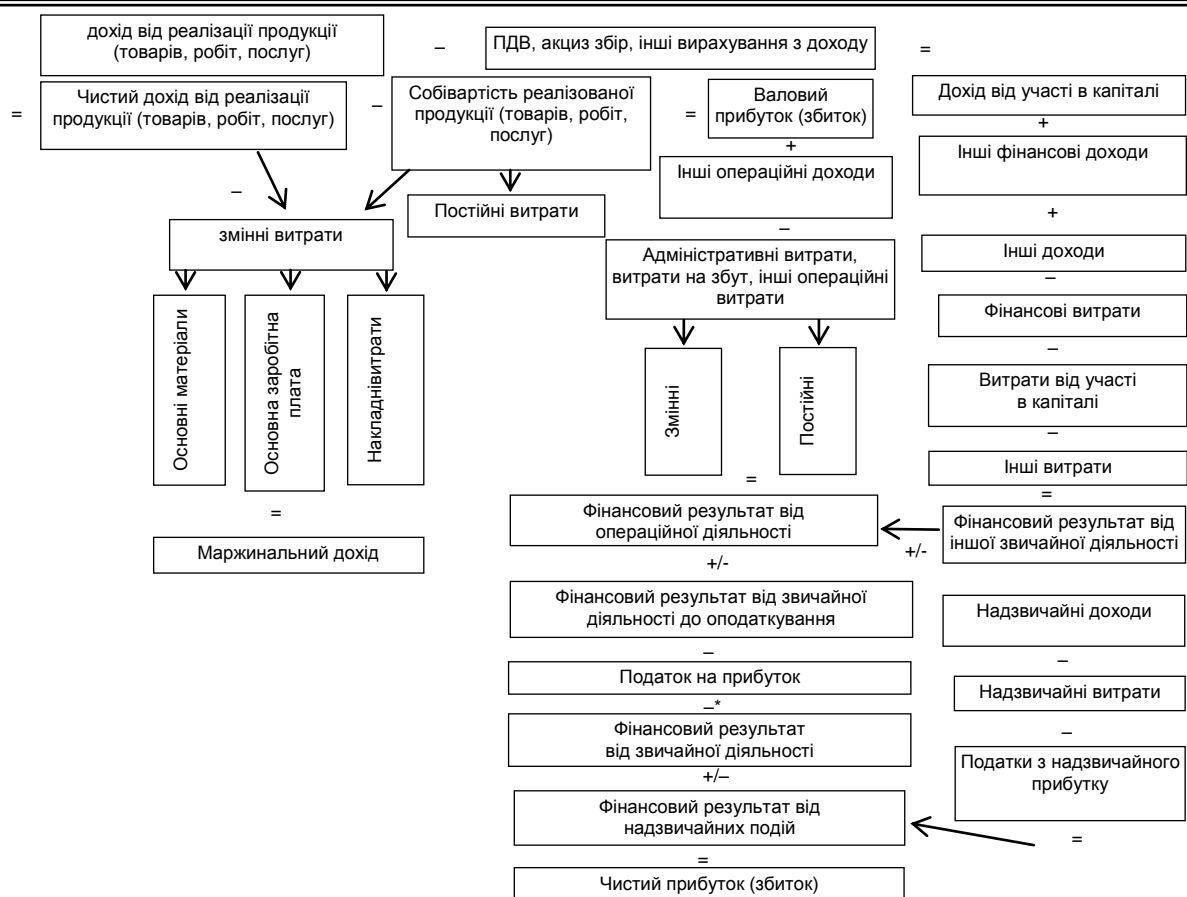 дохід від реалізації продукції
(товарів, робіт, послуг)
–
ПДВ, акциз збір, інші вирахування з доходу
=
=
Чистий дохід від реалізації
продукції (товарів, робіт, послуг)
–
Собівартість реалізованої
продукції (товарів, робіт,
послуг)
=
Валовий
прибуток (збиток)
+
Інші операційні доходи
–
Адміністративні витрати,
витрати на збут, інші операційні
витрати
Змінні
Постійні
=
–
змінні витрати
Постійні витрати
Основні матеріали
Основна заробітна
плата
Накладнівитрати
=
Маржинальний дохід
Дохід від участі в капіталі
+
Інші фінансові доходи
+
Інші доходи
–
Фінансові витрати
–
Витрати від участі
в капіталі
–
Інші витрати
=
Фінансовий результат від
іншої звичайної діяльності
+/-
Фінансовий результат від
операційної діяльності
+/-
Фінансовий результат від звичайної
діяльності до оподаткування
–
Податок на прибуток
–*
Фінансовий результат
від звичайної діяльності
+/–
Фінансовий результат від
надзвичайних подій
=
Чистий прибуток (збиток)
Надзвичайні доходи
–
Надзвичайні витрати
–
Податки з надзвичайного
прибутку
=